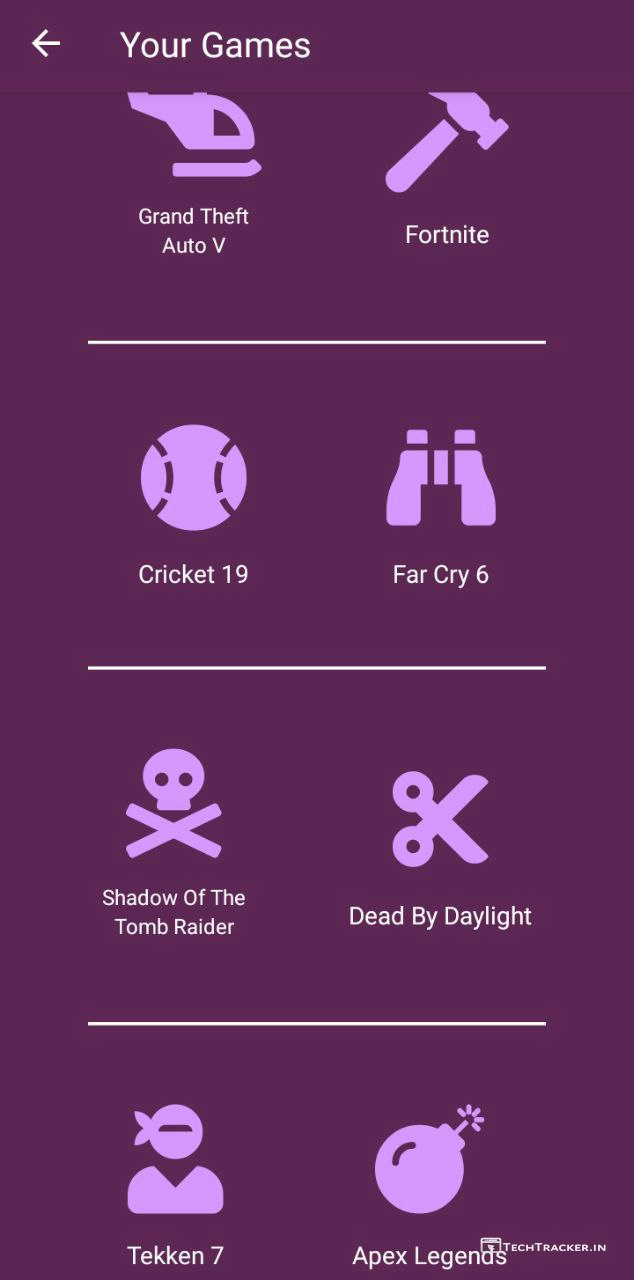 Your Games
Grand Theft
Auto V
Fortnite
Cricket 19
Far Cry 6
Shadow Of The
Tomb Raider
Dead By Daylight
Tekken 7
Apex Legends
TECHTRACKER.IN